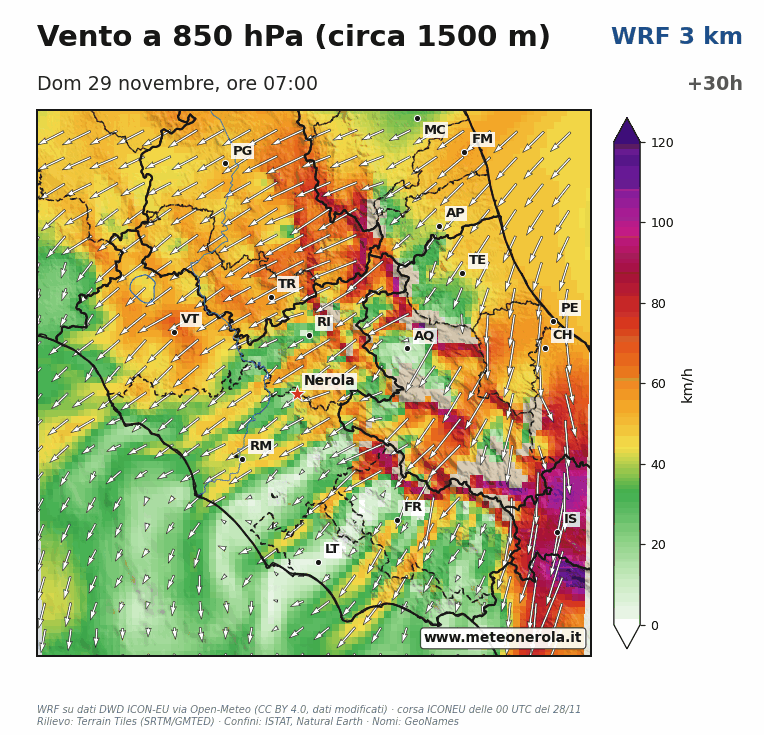 Vento a 850 hPa (circa 1500 m)
WRF 3 km
Dom 29 novembre, ore 07:00
+30h
MC
FM
PG
AP
TE
TR
PE
VT
RI
AQ
CH
Nerola
RM
FR
IS
LT
www.meteonerola.it
120
100
80
60
40
20
0
km/h
WRF su dati DWD ICON-EU via Open-Meteo (CC BY 4.0, dati modificati) · corsa ICONEU delle 00 UTC del 28/11
Rilievo: Terrain Tiles (SRTM/GMTED) · Confini: ISTAT, Natural Earth · Nomi: GeoNames